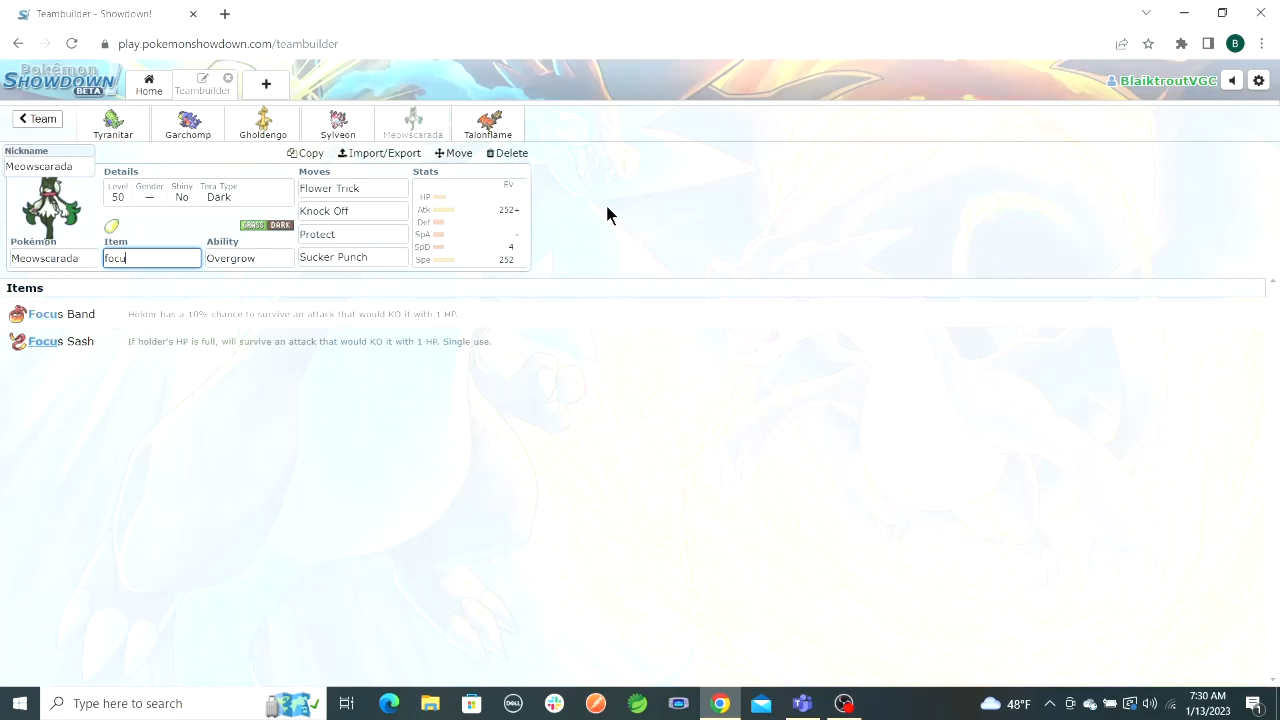 Teambuilder - Showdown!
play.pokemonshowdown.com/teambuilder
B
Pokémon
SHOWDOWN
BETA
Home
Teambuilder
BlaiktroutVGC
Team
Tyranitar
Garchomp
Gholdengo
Sylveon
Meowscarada
Talonflame
Nickname
Meowscarada
Copy
Import/Export
Move
Delete
Details
Moves
Stats
Level
Gender
Shiny
Tera Type
50
—
No
Dark
Flower Trick
Knock Off
Protect
Sucker Punch
EV
HP
Atk 252+
Def
SpA –
SpD 4
Spe 252
GRASS DARK
Pokémon
Item
Ability
Meowscarada
focu
Overgrow
Items
Focus Band Holder has a 10% chance to survive an attack that would KO it with 1 HP.
Focus Sash If holder's HP is full, will survive an attack that would KO it with 1 HP. Single use.
Type here to search
DELL
48°F
7:30 AM
1/13/2023
1